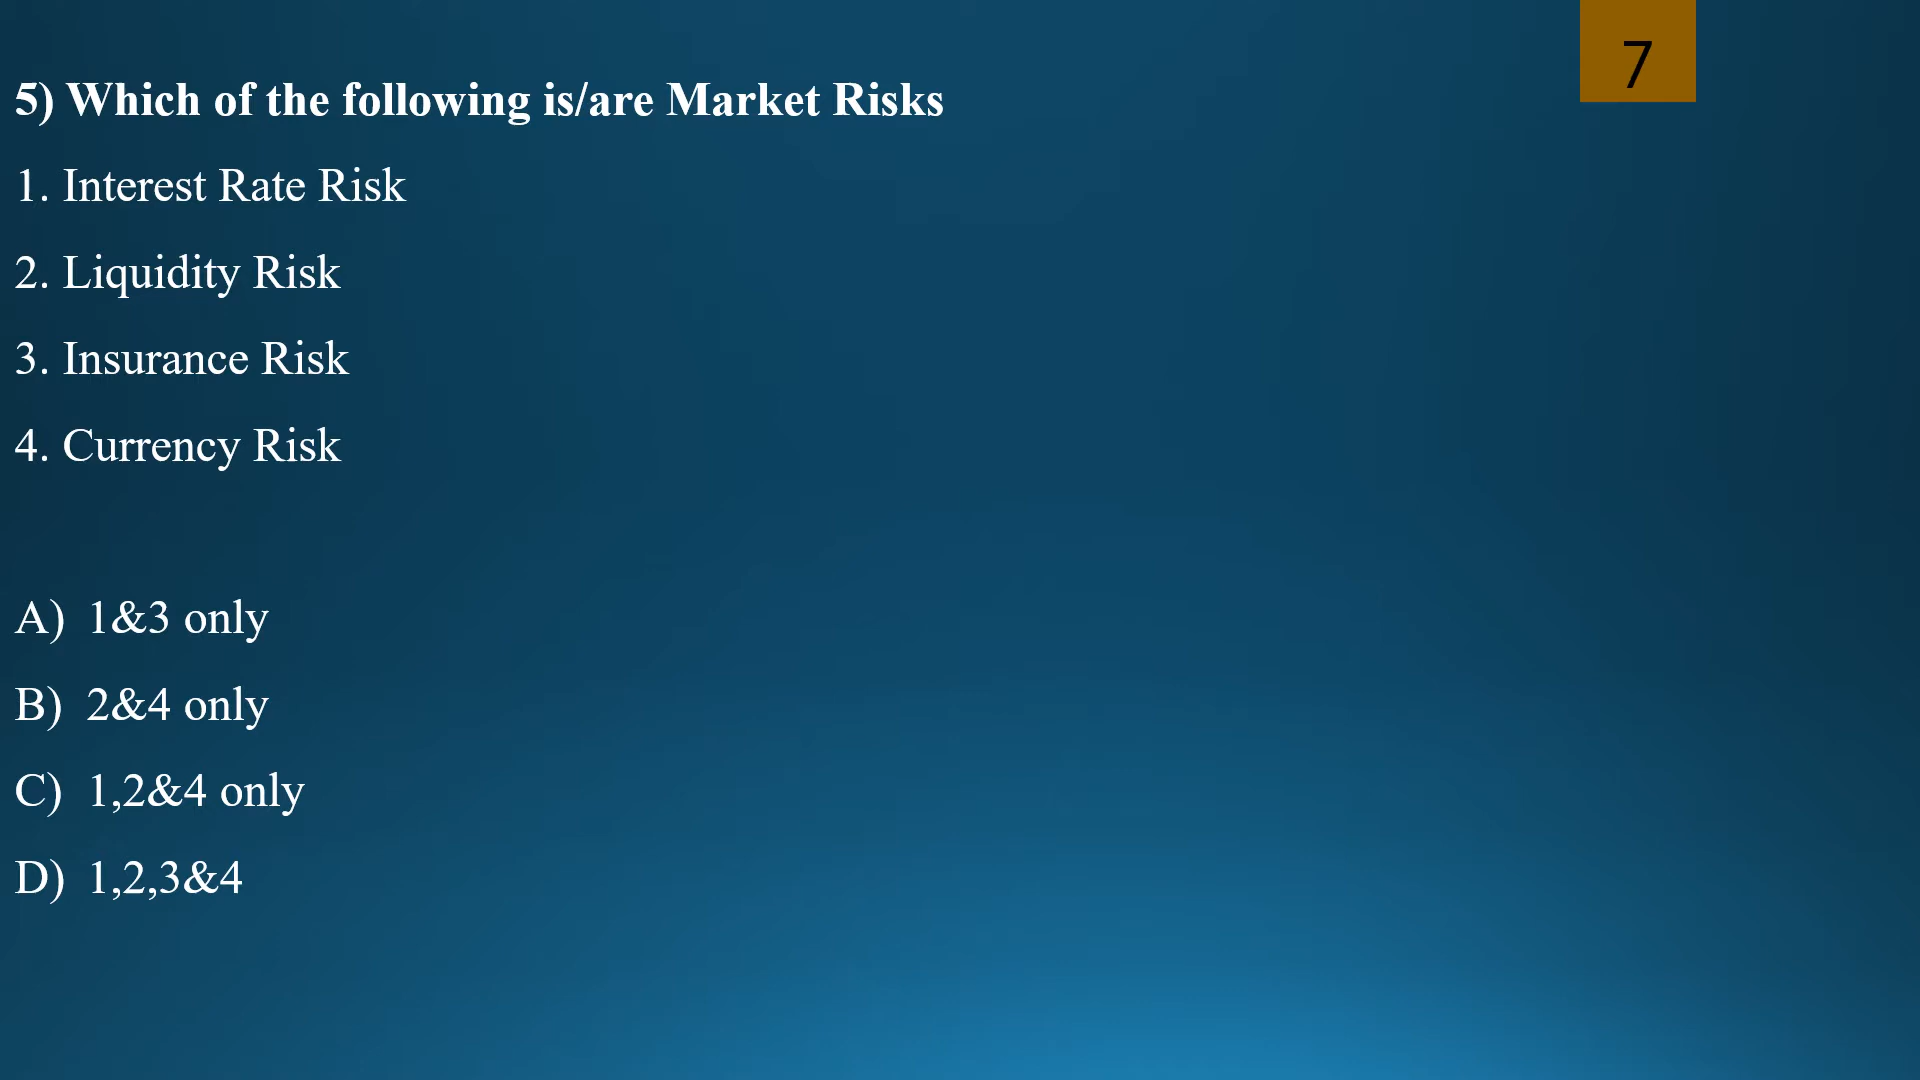 7
5) Which of the following is/are Market Risks
1. Interest Rate Risk
2. Liquidity Risk
3. Insurance Risk
4. Currency Risk
A) 1&3 only
B) 2&4 only
C) 1,2&4 only
D) 1,2,3&4